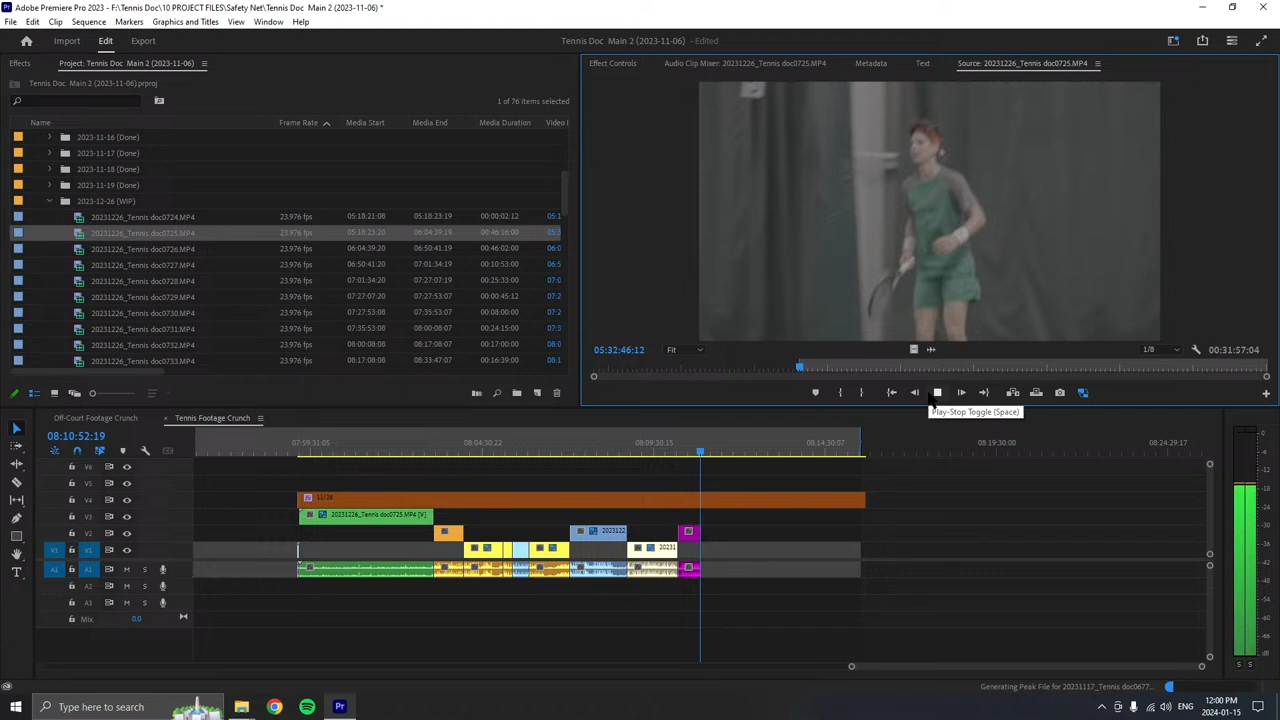 Adobe Premiere Pro 2023 - F:\Tennis Doc\10 PROJECT FILES\Safety Net\Tennis Doc Main 2 (2023-11-06) *
File Edit Clip Sequence Markers Graphics and Titles View Window Help
Import Edit Export Tennis Doc Main 2 (2023-11-06) - Edited
Effects Project: Tennis Doc Main 2 (2023-11-06) Effect Controls Audio Clip Mixer: 20231226_Tennis doc0725.MP4 Metadata Text Source: 20231226_Tennis doc0725.MP4
Tennis Doc Main 2 (2023-11-06).prproj
1 of 76 items selected
Name Frame Rate Media Start Media End Media Duration Video I
2023-11-16 (Done)
2023-11-17 (Done)
2023-11-18 (Done)
2023-11-19 (Done)
2023-12-26 (WIP)
20231226_Tennis doc0724.MP4 23.976 fps 05:18:21:08 05:18:23:19 00:00:02:12 05:1
20231226_Tennis doc0725.MP4 23.976 fps 05:18:23:20 06:04:39:19 00:46:16:00 05:3
20231226_Tennis doc0726.MP4 23.976 fps 06:04:39:20 06:50:41:19 00:46:02:00 06:0
20231226_Tennis doc0727.MP4 23.976 fps 06:50:41:20 07:01:34:19 00:10:53:00 06:5
20231226_Tennis doc0728.MP4 23.976 fps 07:01:34:20 07:27:07:19 00:25:33:00 07:0
20231226_Tennis doc0729.MP4 23.976 fps 07:27:07:20 07:27:53:07 00:00:45:12 07:2
20231226_Tennis doc0730.MP4 23.976 fps 07:27:53:08 07:35:53:07 00:08:00:00 07:2
20231226_Tennis doc0731.MP4 23.976 fps 07:35:53:08 08:00:08:07 00:24:15:00 07:3
20231226_Tennis doc0732.MP4 23.976 fps 08:00:08:08 08:17:08:07 00:17:00:00 08:0
20231226_Tennis doc0733.MP4 23.976 fps 08:17:08:08 08:33:47:07 00:16:39:00 08:1
05:32:46:12 Fit 1/8 00:31:57:04
Play-Stop Toggle (Space)
Off-Court Footage Crunch × Tennis Footage Crunch
08:10:52:19
07:59:31:05 08:04:30:22 08:09:30:15 08:14:30:07 08:19:30:00 08:24:29:17
V6
V5
V4 11/26
V3 20231226_Tennis doc0725.MP4 [V]
V2 2023122
V1 V1 20231
A1 A1 M S
A2 M S
A3 M S
Mix 0.0
0
-6
-12
-18
-24
-30
-36
-42
-48
-54
dB
S S
Generating Peak File for 20231117_Tennis doc0677...
Type here to search
ENG
12:00 PM
2024-01-15